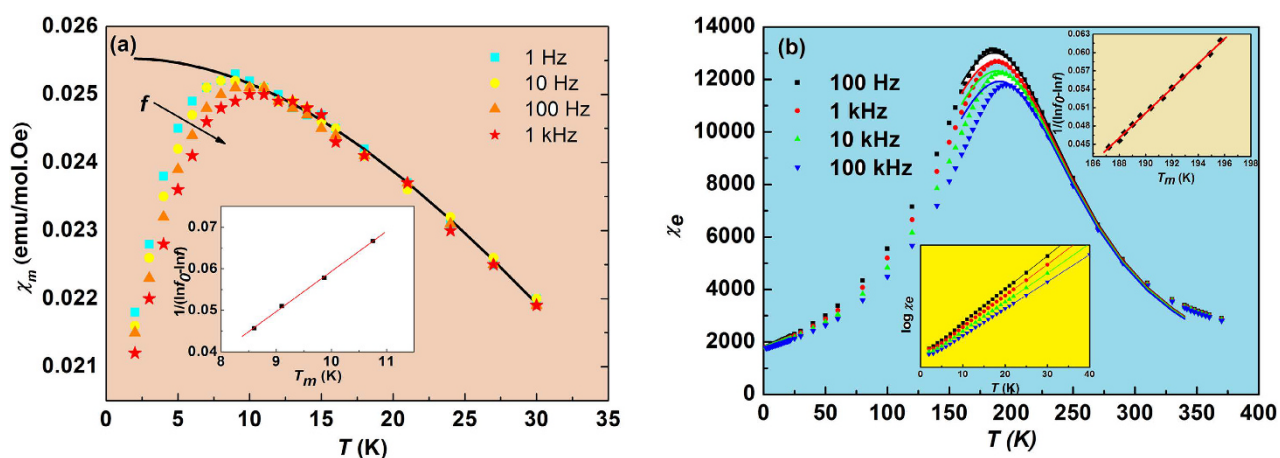 (a)
1 Hz
10 Hz
100 Hz
1 kHz
f
χm (emu/mol.Oe)
0.026
0.025
0.024
0.023
0.022
0.021
0 5 10 15 20 25 30 35
T (K)
1/(lnf0-lnf)
0.07
0.06
0.05
0.04
8 9 10 11
Tm (K)
(b)
100 Hz
1 kHz
10 kHz
100 kHz
χe
14000
12000
10000
8000
6000
4000
2000
0
0 50 100 150 200 250 300 350 400
T (K)
1/(lnf0-lnf)
0.063
0.060
0.057
0.054
0.051
0.048
0.045
186 188 190 192 194 196 198
Tm (K)
log χe
0 10 20 30 40
T (K)